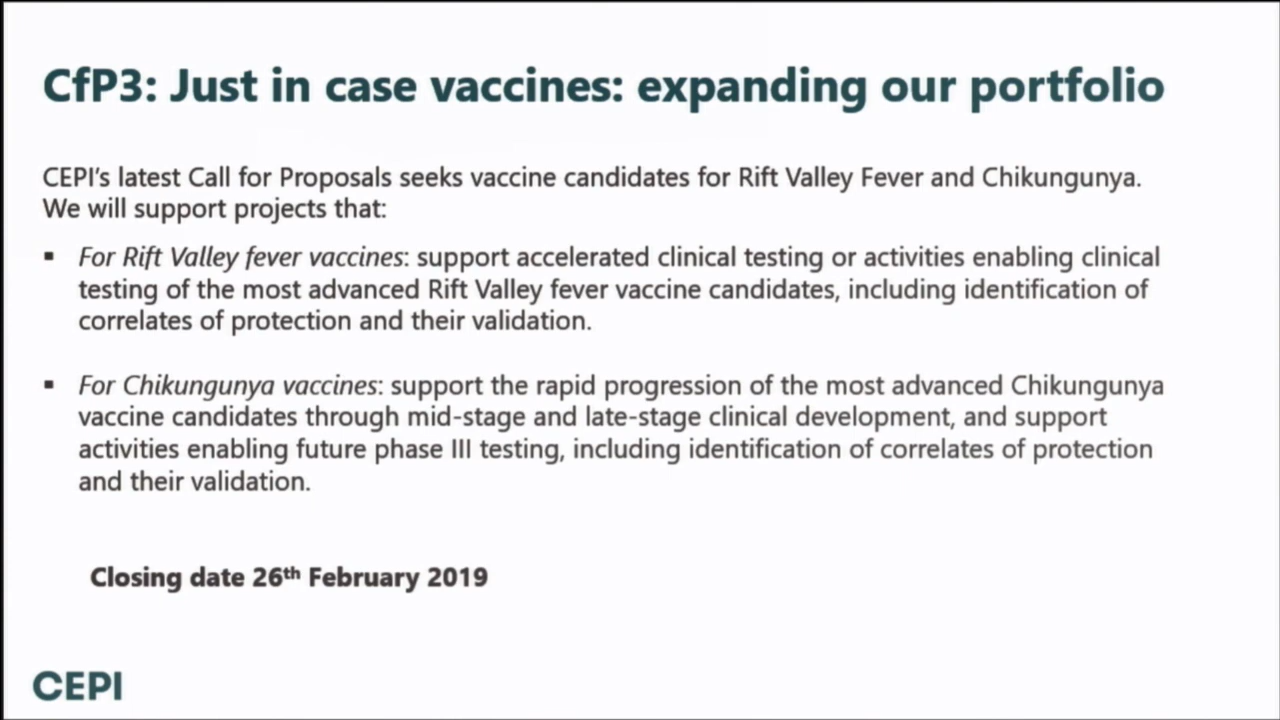 CfP3: Just in case vaccines: expanding our portfolio
CEPI's latest Call for Proposals seeks vaccine candidates for Rift Valley Fever and Chikungunya.
We will support projects that:
▪ For Rift Valley fever vaccines: support accelerated clinical testing or activities enabling clinical
testing of the most advanced Rift Valley fever vaccine candidates, including identification of
correlates of protection and their validation.
▪ For Chikungunya vaccines: support the rapid progression of the most advanced Chikungunya
vaccine candidates through mid-stage and late-stage clinical development, and support
activities enabling future phase III testing, including identification of correlates of protection
and their validation.
Closing date 26th February 2019
CEPI